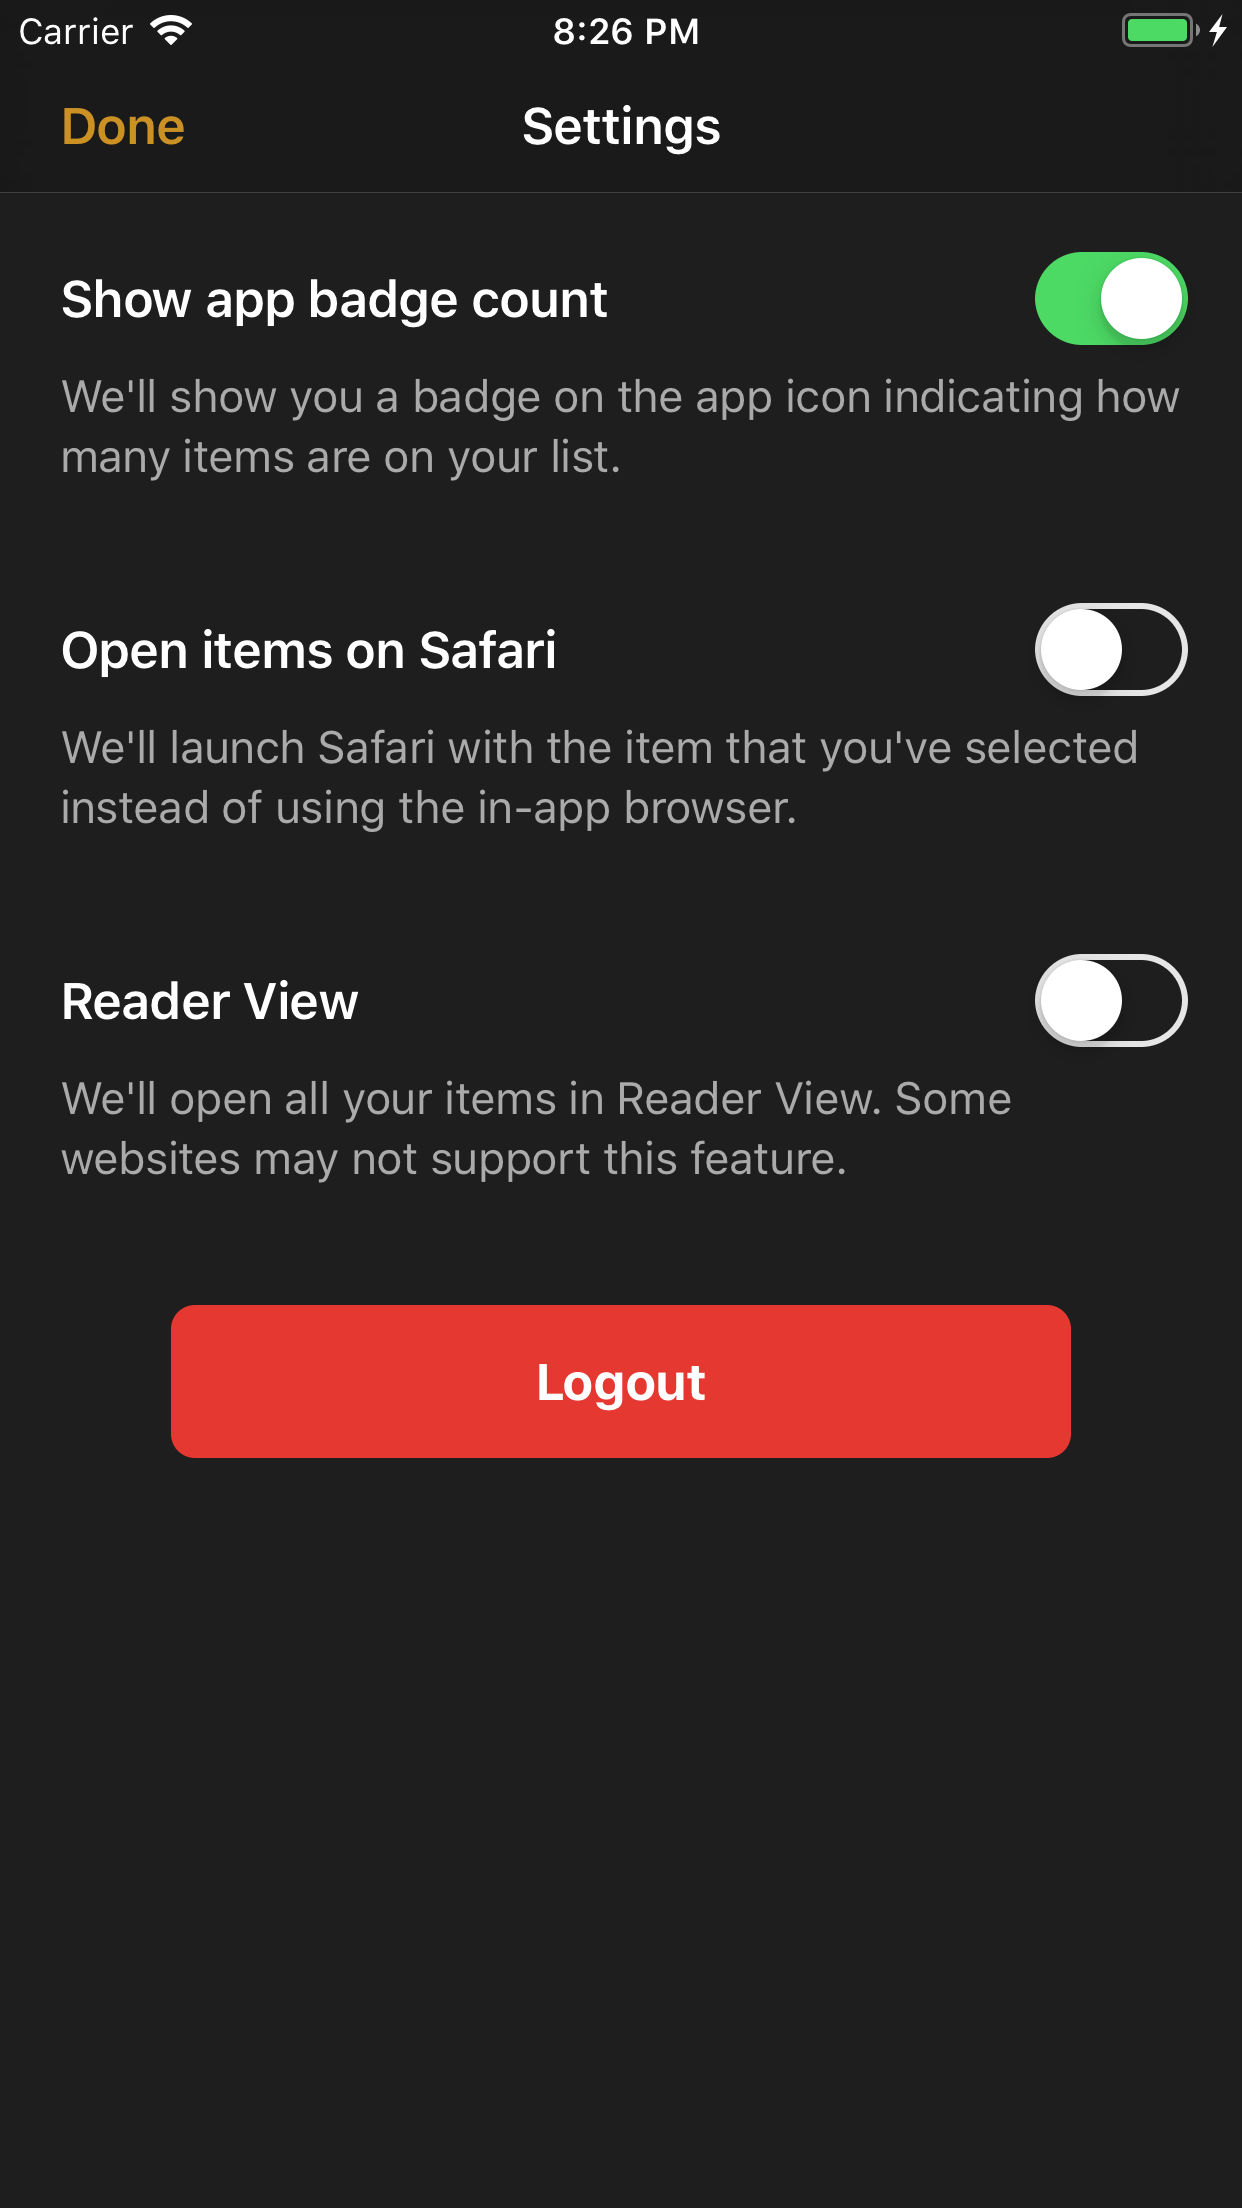 Carrier 8:26 PM
Done Settings
Show app badge count
We'll show you a badge on the app icon indicating how
many items are on your list.
Open items on Safari
We'll launch Safari with the item that you've selected
instead of using the in-app browser.
Reader View
We'll open all your items in Reader View. Some
websites may not support this feature.
Logout